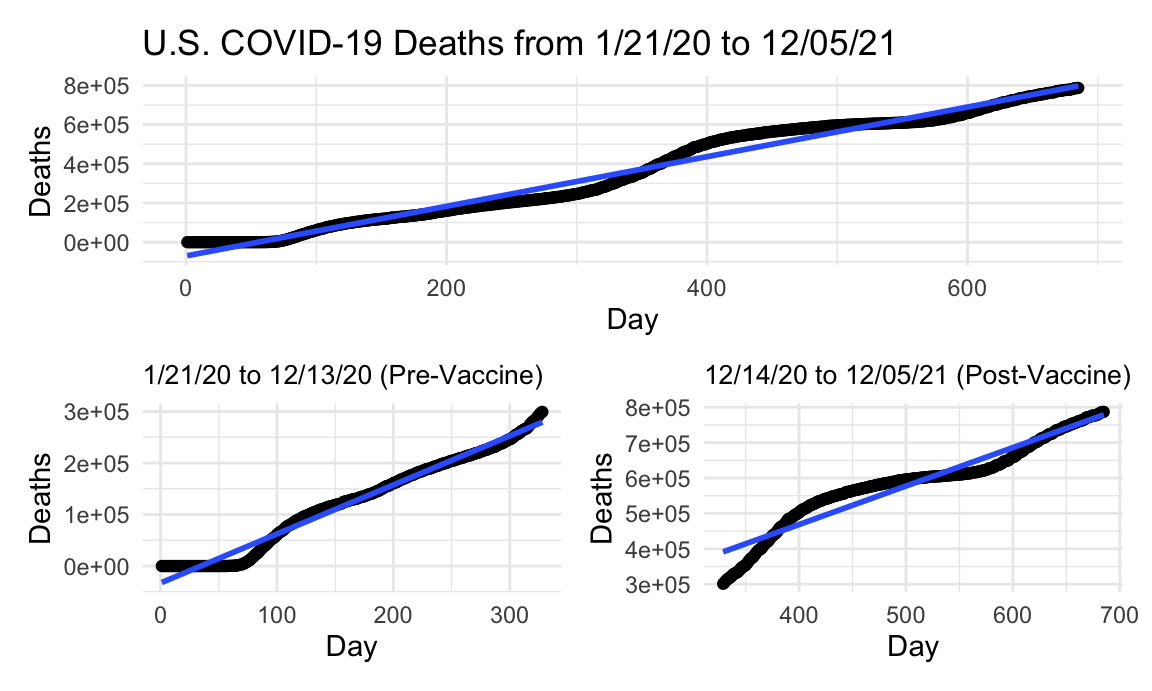 U.S. COVID-19 Deaths from 1/21/20 to 12/05/21
8e+05
6e+05
4e+05
2e+05
0e+00
Deaths
0 200 400 600
Day
1/21/20 to 12/13/20 (Pre-Vaccine)
3e+05
2e+05
1e+05
0e+00
Deaths
0 100 200 300
Day
12/14/20 to 12/05/21 (Post-Vaccine)
8e+05
7e+05
6e+05
5e+05
4e+05
3e+05
Deaths
400 500 600 700
Day